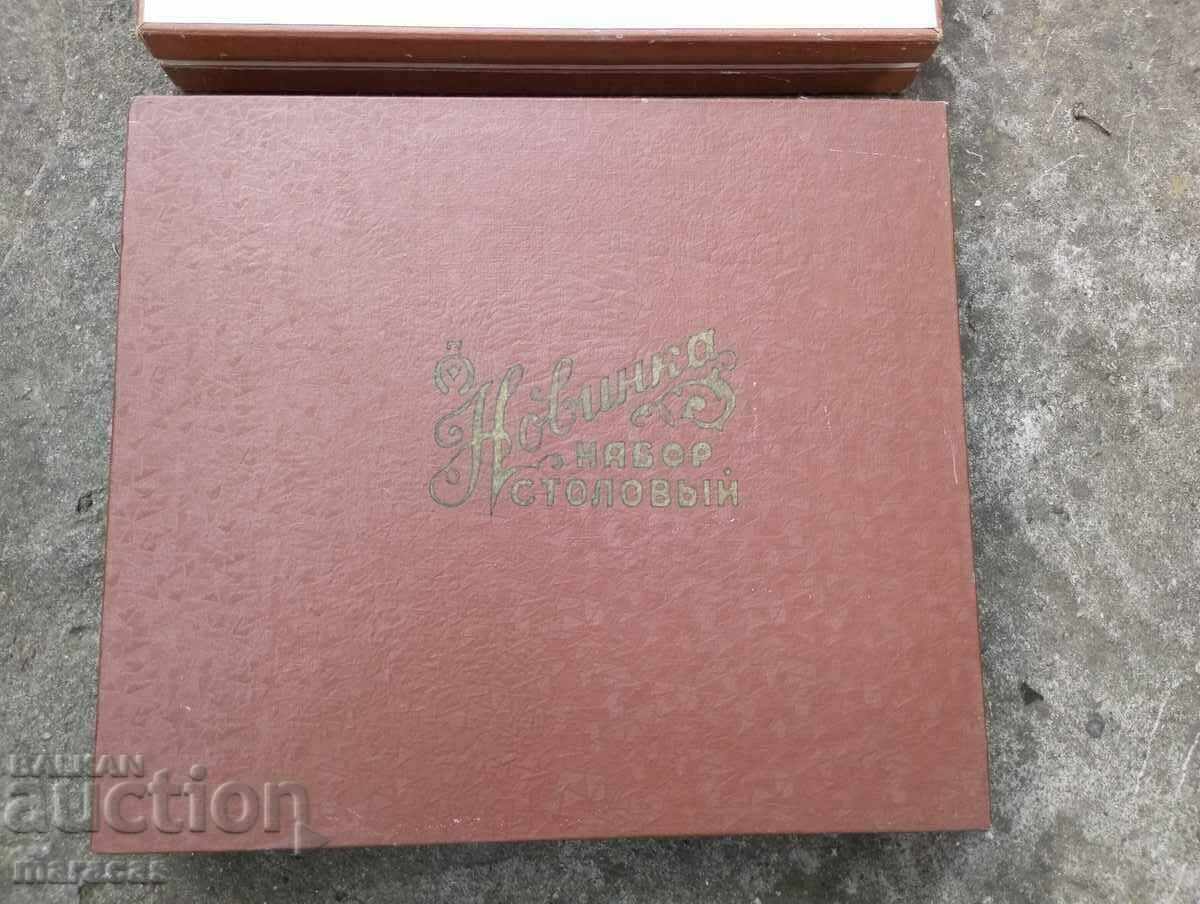 Новинка
НАБОР
СТОЛОВЫЙ
BALKAN
auction
maracas